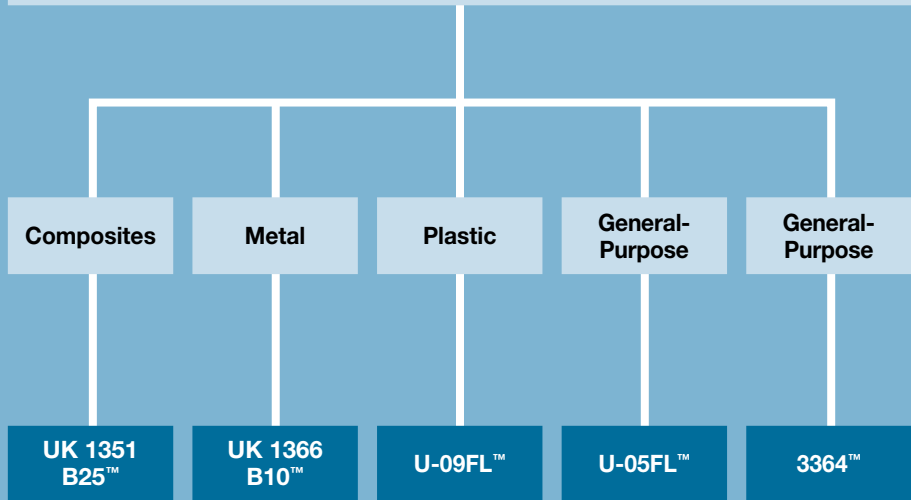 Composites
Metal
Plastic
General-
Purpose
General-
Purpose
UK 1351
B25™
UK 1366
B10™
U-09FL™
U-05FL™
3364™